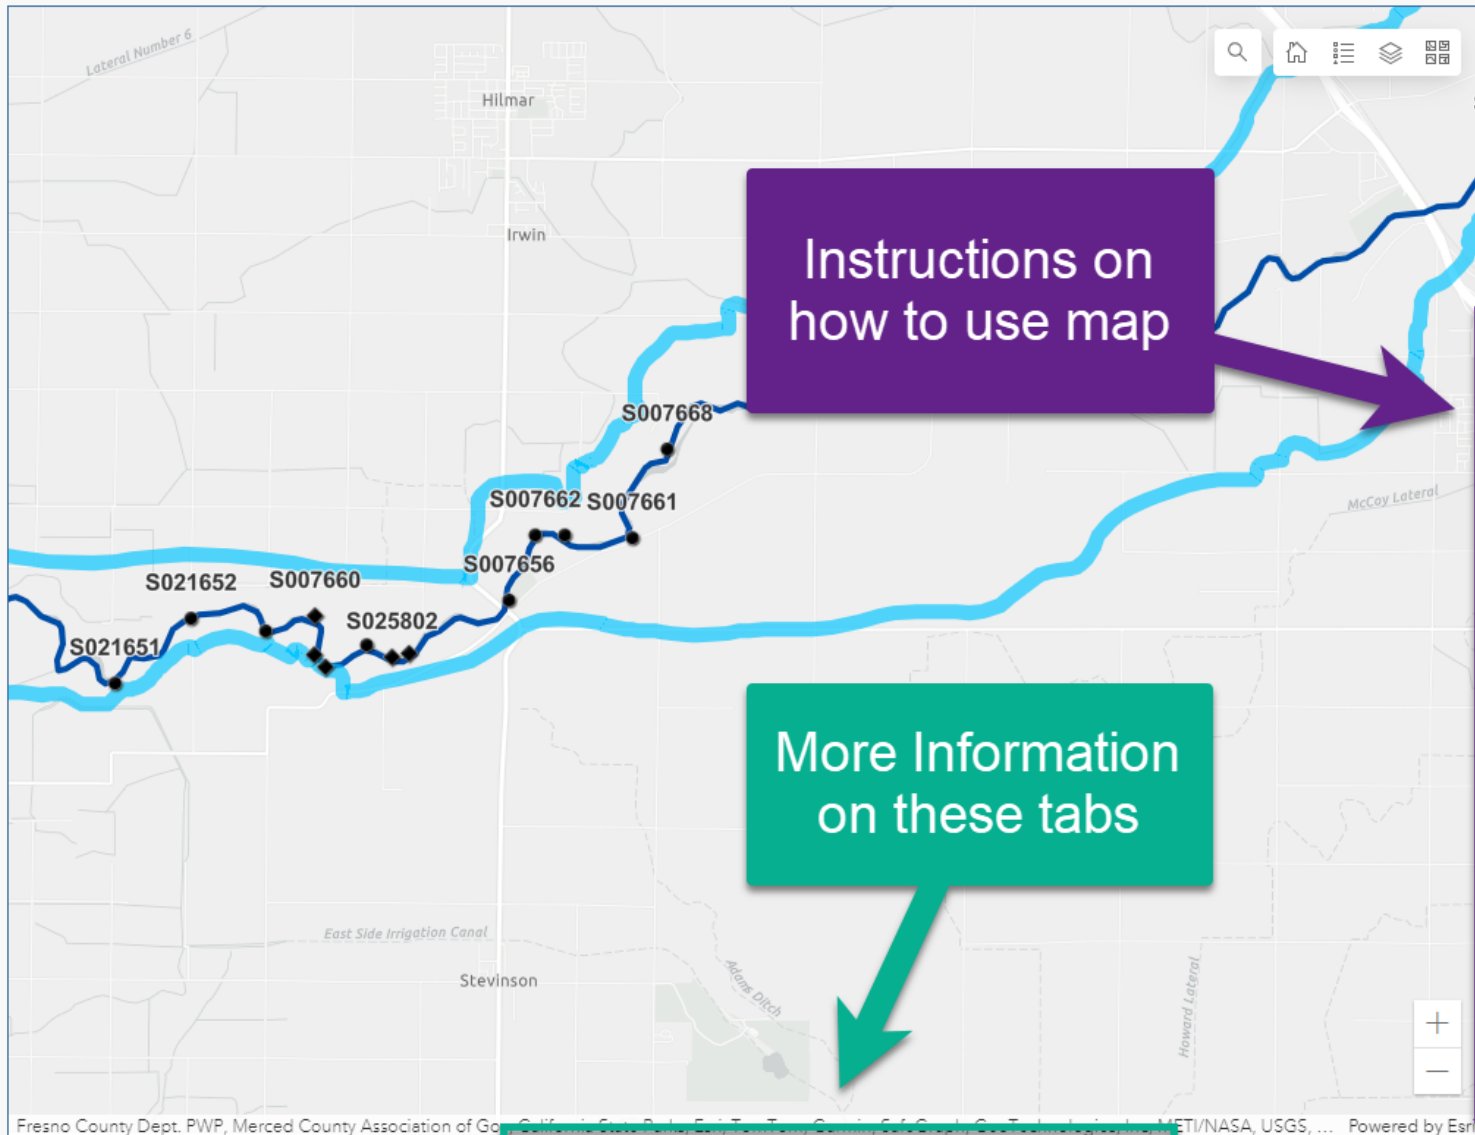 Lateral Number 6
Hilmar
Irwin
Instructions on
how to use map
S007668
S007662
S007661
S007656
S021652
S007660
S025802
S021651
McCoy Lateral
More Information
on these tabs
East Side Irrigation Canal
Stevinson
Adams Ditch
Howard Lateral
Fresno County Dept. PWP, Merced County Association of Go
ETI/NASA, USGS, ... Powered by Esri